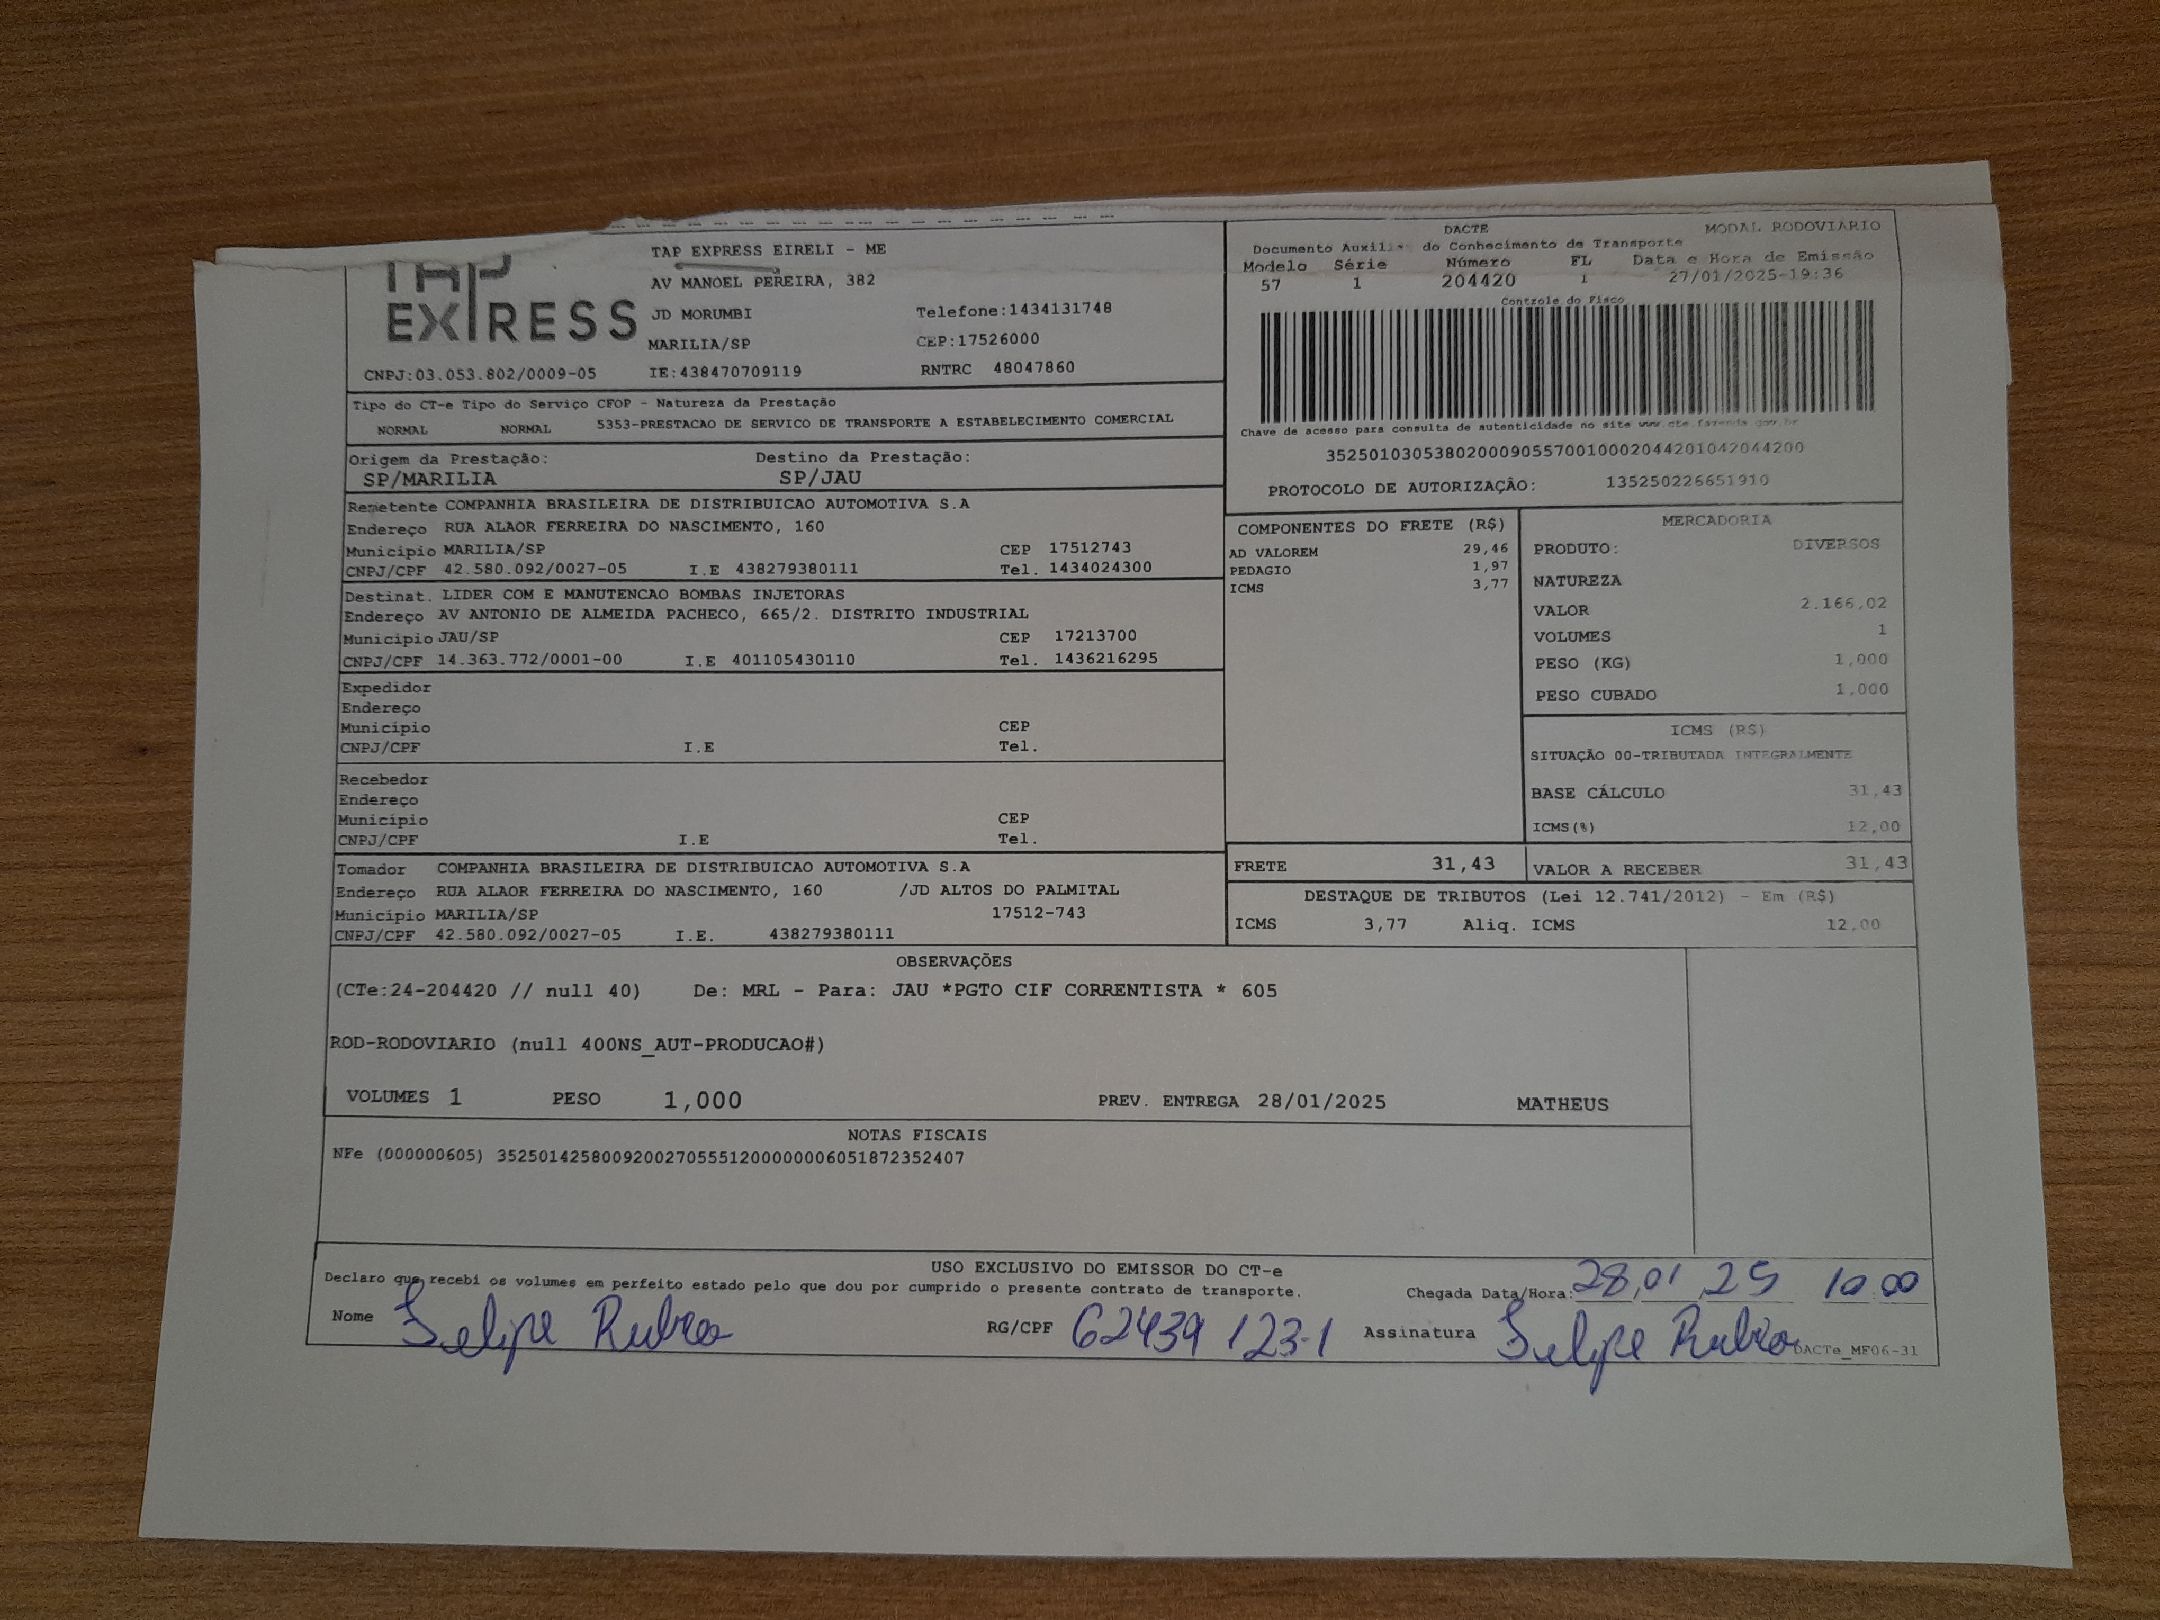 TAP
EXPRESS
CNPJ:03.053.802/0009-05
TAP EXPRESS EIRELI - ME
AV MANOEL PEREIRA, 382
JD MORUMBI Telefone:1434131748
MARILIA/SP CEP:17526000
IE:438470709119 RNTRC 48047860
DACTE MODAL RODOVIARIO
Documento Auxiliar do Conhecimento de Transporte
Modelo Série Número FL Data e Hora de Emissão
57 1 204420 1 27/01/2025-19:36
Controle do Fisco
Chave de acesso para consulta de autenticidade no site www.cte.fazenda.gov.br
35250103053802000905570010002044201042044200
PROTOCOLO DE AUTORIZAÇÃO: 135250226651910
Tipo do CT-e Tipo do Serviço CFOP - Natureza da Prestação
NORMAL NORMAL 5353-PRESTACAO DE SERVICO DE TRANSPORTE A ESTABELECIMENTO COMERCIAL
Origem da Prestação: Destino da Prestação:
SP/MARILIA SP/JAU
Remetente COMPANHIA BRASILEIRA DE DISTRIBUICAO AUTOMOTIVA S.A
Endereço RUA ALAOR FERREIRA DO NASCIMENTO, 160
Município MARILIA/SP CEP 17512743
CNPJ/CPF 42.580.092/0027-05 I.E 438279380111 Tel. 1434024300
Destinat. LIDER COM E MANUTENCAO BOMBAS INJETORAS
Endereço AV ANTONIO DE ALMEIDA PACHECO, 665/2. DISTRITO INDUSTRIAL
Município JAU/SP CEP 17213700
CNPJ/CPF 14.363.772/0001-00 I.E 401105430110 Tel. 1436216295
Expedidor
Endereço
Município CEP
CNPJ/CPF I.E Tel.
Recebedor
Endereço
Município CEP
CNPJ/CPF I.E Tel.
Tomador COMPANHIA BRASILEIRA DE DISTRIBUICAO AUTOMOTIVA S.A
Endereço RUA ALAOR FERREIRA DO NASCIMENTO, 160 /JD ALTOS DO PALMITAL
Município MARILIA/SP 17512-743
CNPJ/CPF 42.580.092/0027-05 I.E. 438279380111
COMPONENTES DO FRETE (R$)
AD VALOREM 29,46
PEDAGIO 1,97
ICMS 3,77
MERCADORIA
PRODUTO: DIVERSOS
NATUREZA
VALOR 2.166,02
VOLUMES 1
PESO (KG) 1,000
PESO CUBADO 1,000
ICMS (R$)
SITUAÇÃO 00-TRIBUTADA INTEGRALMENTE
BASE CÁLCULO 31,43
ICMS(%) 12,00
FRETE 31,43 VALOR A RECEBER 31,43
DESTAQUE DE TRIBUTOS (Lei 12.741/2012) - Em (R$)
ICMS 3,77 Aliq. ICMS 12,00
OBSERVAÇÕES
(CTe:24-204420 // null 40) De: MRL - Para: JAU *PGTO CIF CORRENTISTA * 605
ROD-RODOVIARIO (null 400NS_AUT-PRODUCAO#)
VOLUMES 1 PESO 1,000 PREV. ENTREGA 28/01/2025 MATHEUS
NOTAS FISCAIS
NFe (000000605) 35250142580092002705551200000006051872352407
USO EXCLUSIVO DO EMISSOR DO CT-e
Declaro que recebi os volumes em perfeito estado pelo que dou por cumprido o presente contrato de transporte.
Chegada Data/Hora: 28,01,25 10:00
Nome Felipe Rubio RG/CPF 62439 123-1 Assinatura Felipe Rubio
DACTe_MF06-31